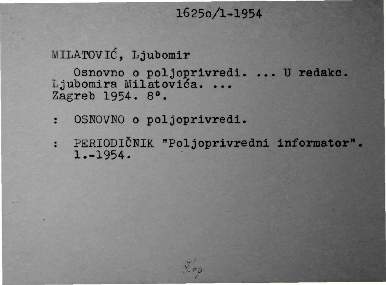 1625o/1-1954
MILATOVIĆ, Ljubomir
Osnovno o poljoprivredi. ... U redakc.
Ljubomira Milatovića. ...
Zagreb 1954. 8°.
: OSNOVNO o poljoprivredi.
: PERIODIČNIK "Poljoprivredni informator".
1.-1954.